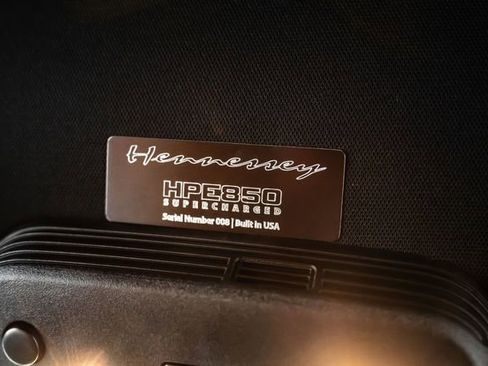 Hennessey
HPE850
SUPERCHARGED
Serial Number 008 | Built in USA